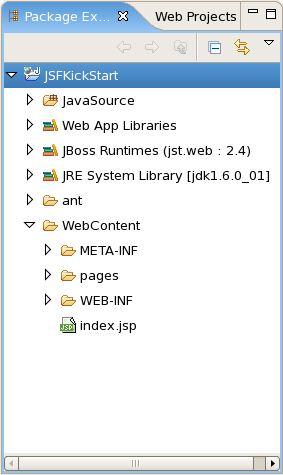 Package Ex... Web Projects
JSFKickStart
JavaSource
Web App Libraries
JBoss Runtimes (jst.web : 2.4)
JRE System Library [jdk1.6.0_01]
ant
WebContent
META-INF
pages
WEB-INF
index.jsp